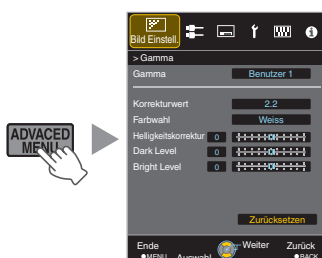 Bild Einstell.
> Gamma
Gamma Benutzer 1
Korrekturwert 2.2
Farbwahl Weiss
Helligkeitskorrektur 0
Dark Level 0
Bright Level 0
ADVACED
MENU
Zurücksetzen
Ende Weiter Zurück
MENU Auswahl BACK